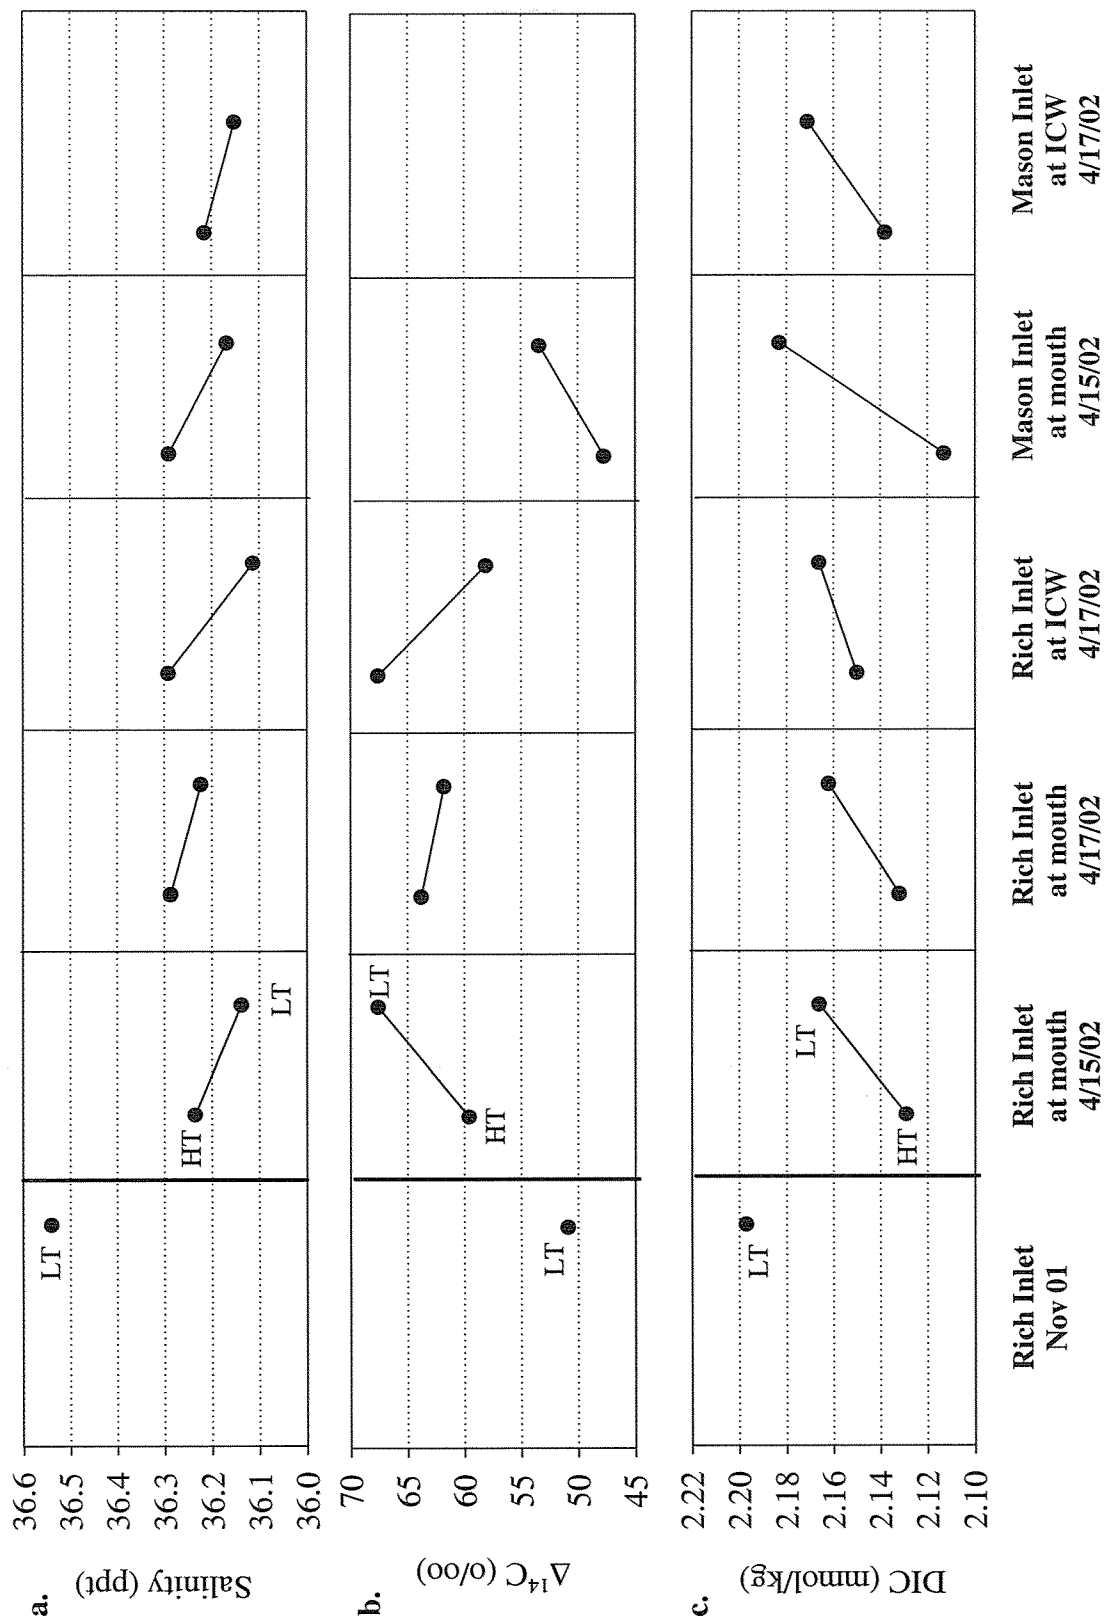 a.
Salinity (ppt)
36.6
36.5
36.4
36.3
36.2
36.1
36.0
LT
HT
LT
b.
Δ¹⁴C (o/oo)
70
65
60
55
50
45
LT
HT
LT
c.
DIC (mmol/kg)
2.22
2.20
2.18
2.16
2.14
2.12
2.10
LT
HT
LT
Rich Inlet
Nov 01
Rich Inlet
at mouth
4/15/02
Rich Inlet
at mouth
4/17/02
Rich Inlet
at ICW
4/17/02
Mason Inlet
at mouth
4/15/02
Mason Inlet
at ICW
4/17/02